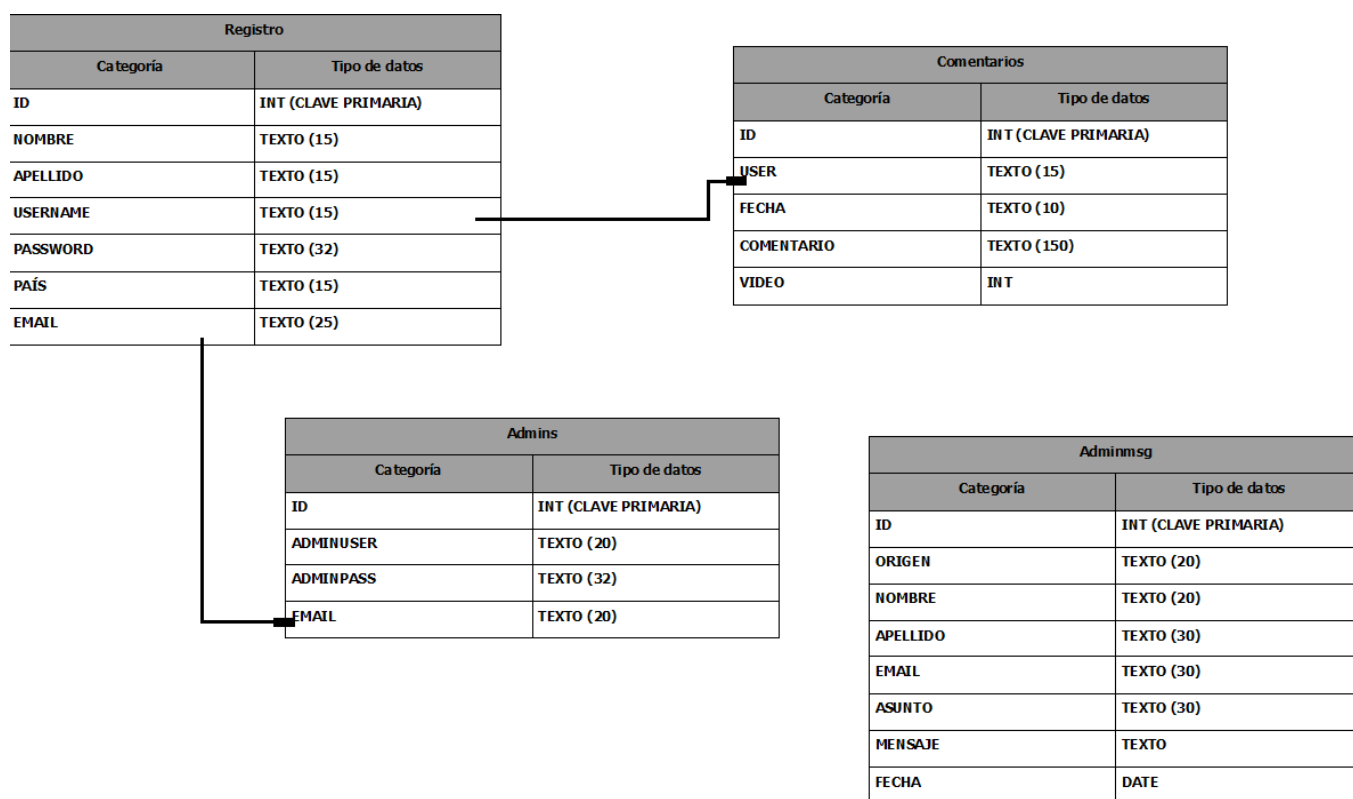 Registro
Categoría Tipo de datos
ID INT (CLAVE PRIMARIA)
NOMBRE TEXTO (15)
APELLIDO TEXTO (15)
USERNAME TEXTO (15)
PASSWORD TEXTO (32)
PAÍS TEXTO (15)
EMAIL TEXTO (25)
Comentarios
Categoría Tipo de datos
ID INT (CLAVE PRIMARIA)
USER TEXTO (15)
FECHA TEXTO (10)
COMENTARIO TEXTO (150)
VIDEO INT
Admins
Categoría Tipo de datos
ID INT (CLAVE PRIMARIA)
ADMINUSER TEXTO (20)
ADMINPASS TEXTO (32)
EMAIL TEXTO (20)
Adminmsg
Categoría Tipo de datos
ID INT (CLAVE PRIMARIA)
ORIGEN TEXTO (20)
NOMBRE TEXTO (20)
APELLIDO TEXTO (30)
EMAIL TEXTO (30)
ASUNTO TEXTO (30)
MENSAJE TEXTO
FECHA DATE